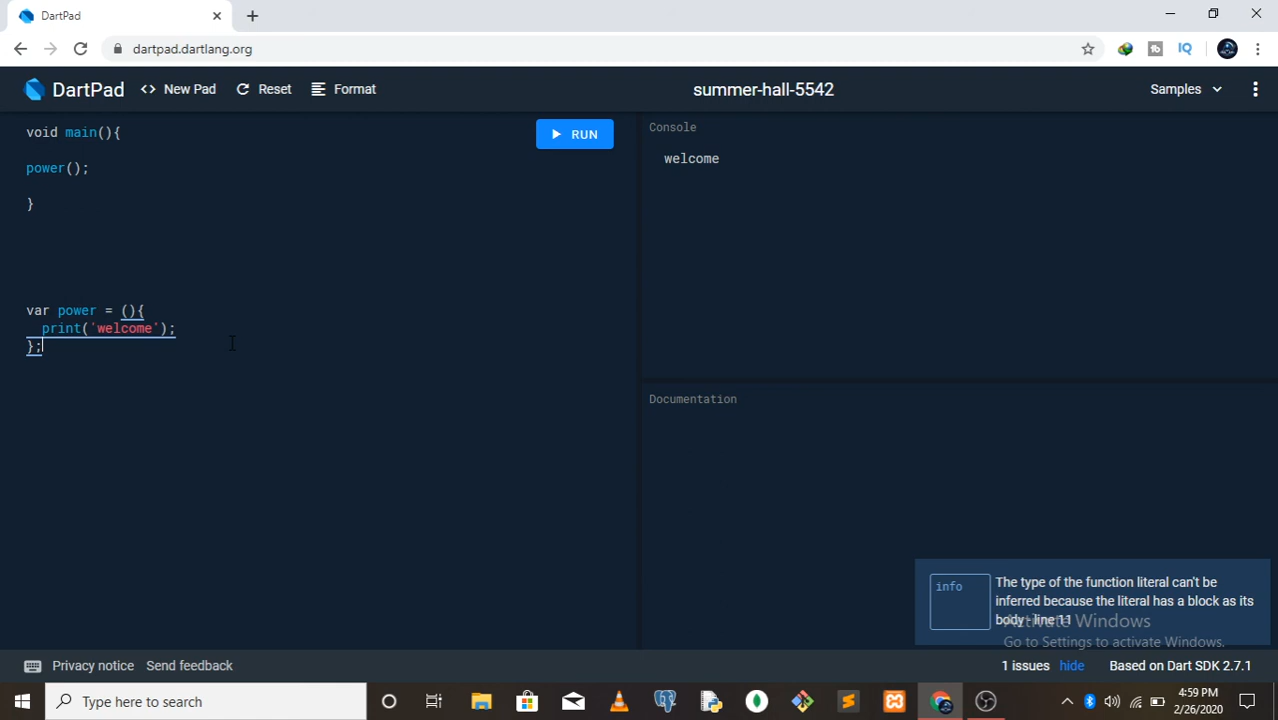 DartPad
dartpad.dartlang.org
DartPad
<> New Pad
Reset
Format
summer-hall-5542
Samples
void main(){
RUN
power();
}
var power = (){
print('welcome');
};
Console
welcome
Documentation
info
The type of the function literal can't be
inferred because the literal has a block as its
body - line 11
Activate Windows
Go to Settings to activate Windows.
Privacy notice
Send feedback
1 issues
hide
Based on Dart SDK 2.7.1
Type here to search
4:59 PM
2/26/2020
IQ